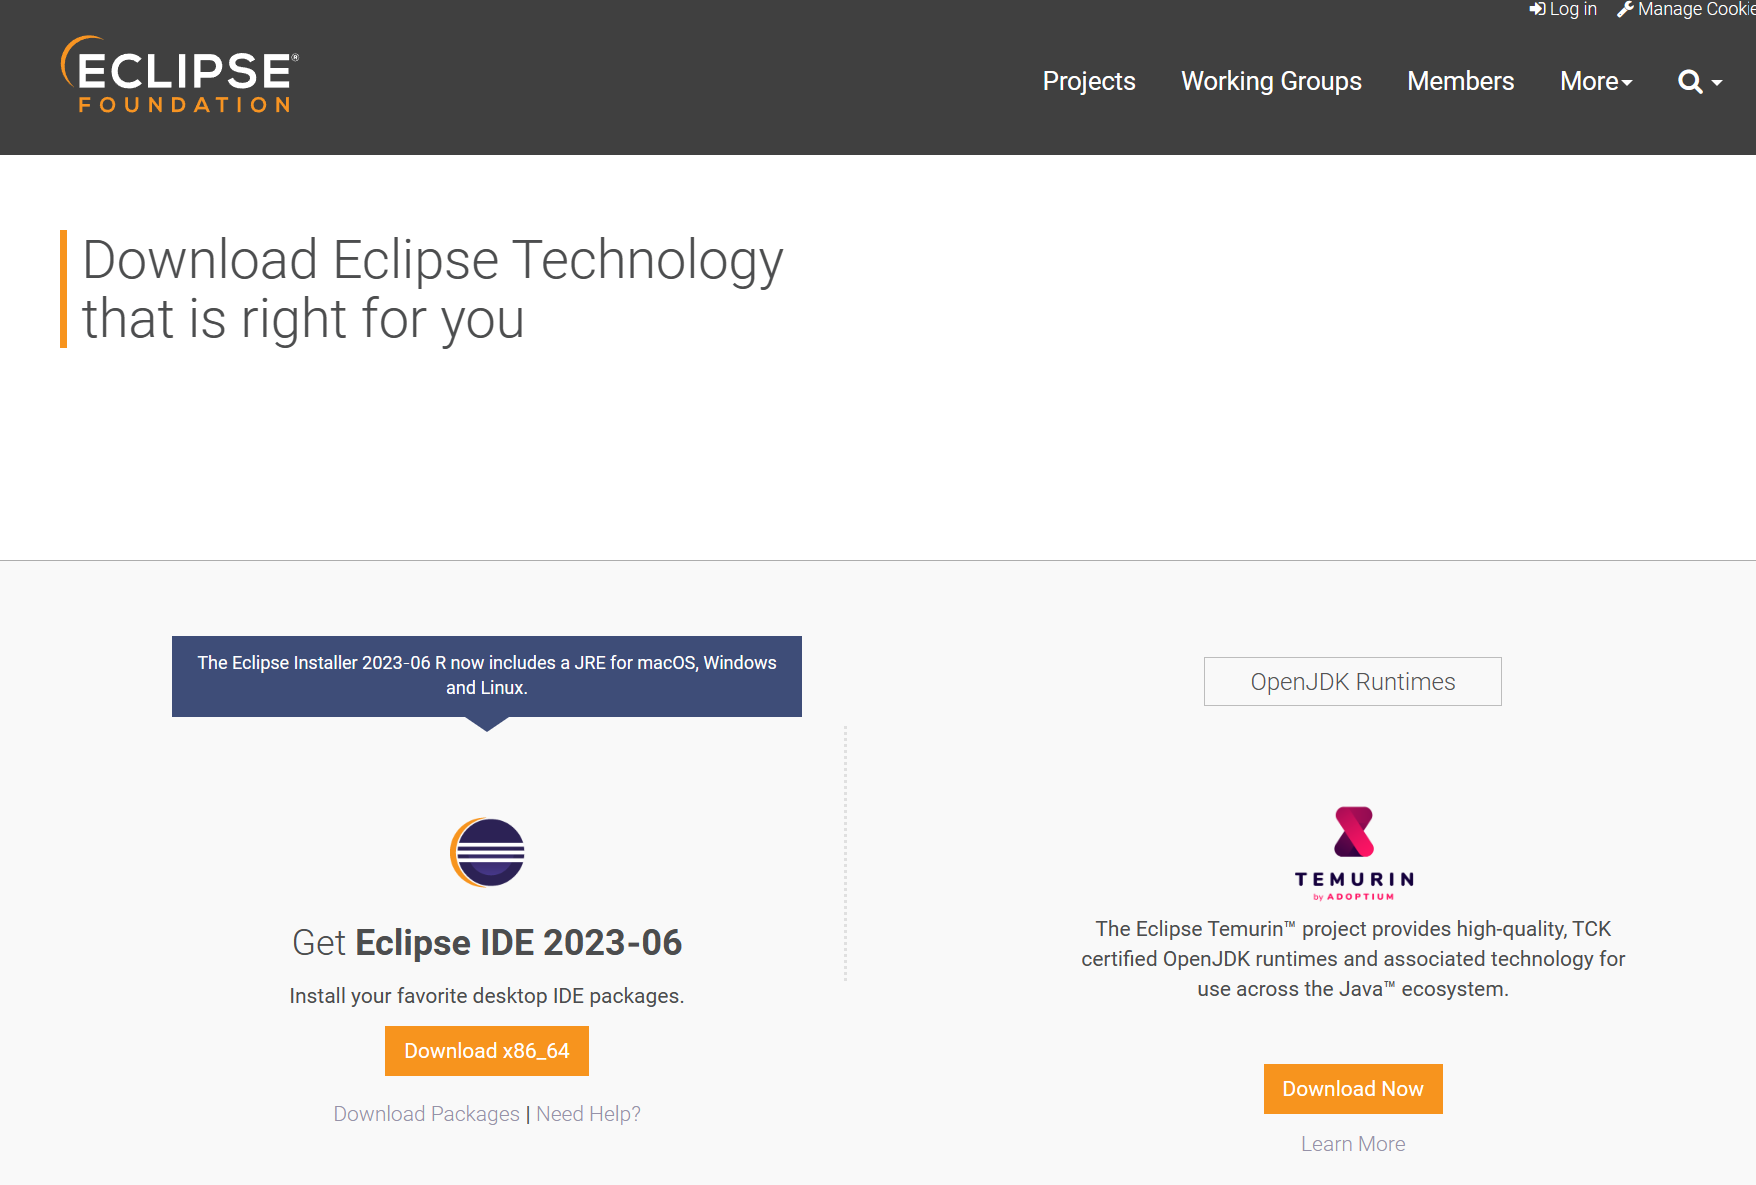 Log in Manage Cookie
ECLIPSE®
FOUNDATION
Projects Working Groups Members More
Download Eclipse Technology
that is right for you
The Eclipse Installer 2023-06 R now includes a JRE for macOS, Windows
and Linux.
Get Eclipse IDE 2023-06
Install your favorite desktop IDE packages.
Download x86_64
Download Packages | Need Help?
OpenJDK Runtimes
TEMURIN
by ADOPTIUM
The Eclipse Temurin™ project provides high-quality, TCK
certified OpenJDK runtimes and associated technology for
use across the Java™ ecosystem.
Download Now
Learn More